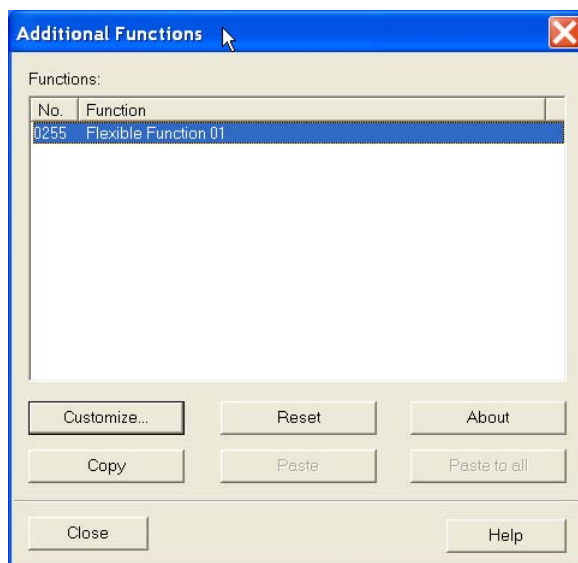 Additional Functions
Functions:
No. Function
0255 Flexible Function 01
Customize... Reset About
Copy Paste Paste to all
Close Help